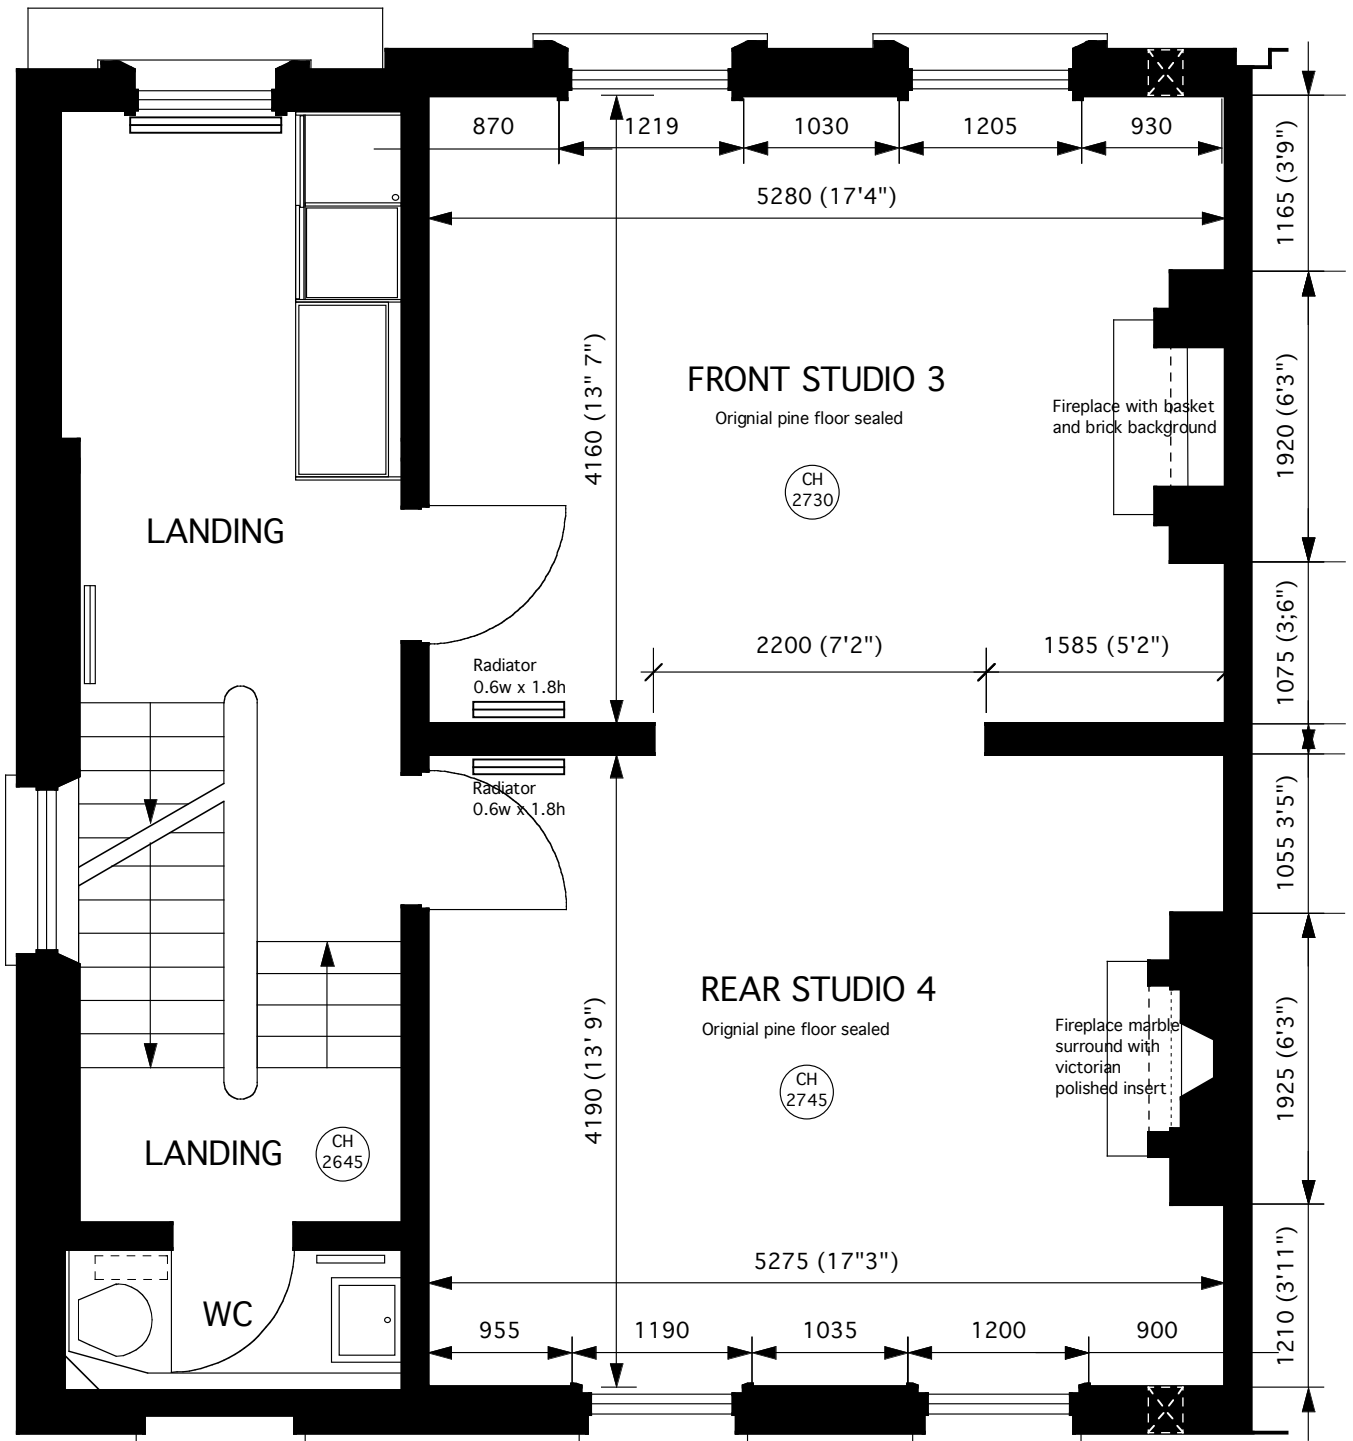 870
1219
1030
1205
930
5280 (17'4")
1165 (3'9")
4160 (13" 7")
FRONT STUDIO 3
Orignial pine floor sealed
CH
2730
Fireplace with basket
and brick background
1920 (6'3")
LANDING
2200 (7'2")
1585 (5'2")
1075 (3;6")
Radiator
0.6w x 1.8h
Radiator
0.6w x 1.8h
1055 3'5")
REAR STUDIO 4
Orignial pine floor sealed
CH
2745
Fireplace marble
surround with
victorian
polished insert
4190 (13' 9")
1925 (6'3")
LANDING
CH
2645
WC
5275 (17"3")
955
1190
1035
1200
900
1210 (3'11")